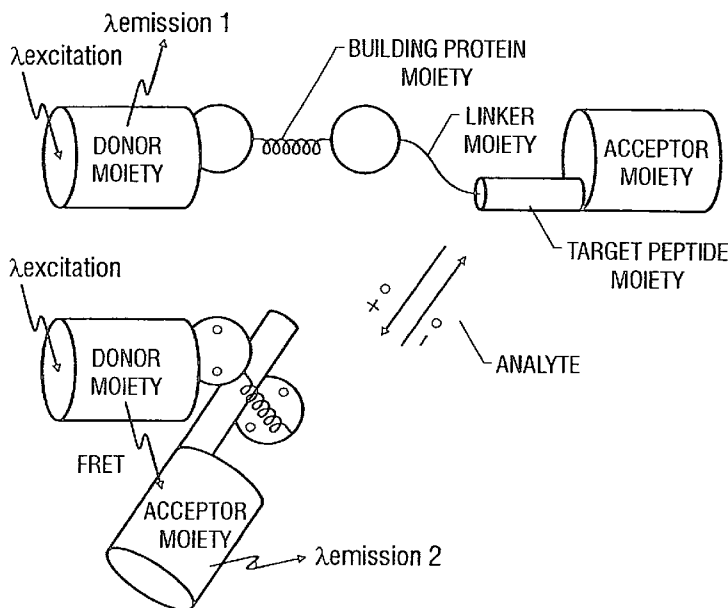 λemission 1
λexcitation
BUILDING PROTEIN
MOIETY
LINKER
MOIETY
DONOR
MOIETY
ACCEPTOR
MOIETY
TARGET PEPTIDE
MOIETY
λexcitation
+
−
ANALYTE
DONOR
MOIETY
FRET
ACCEPTOR
MOIETY
λemission 2